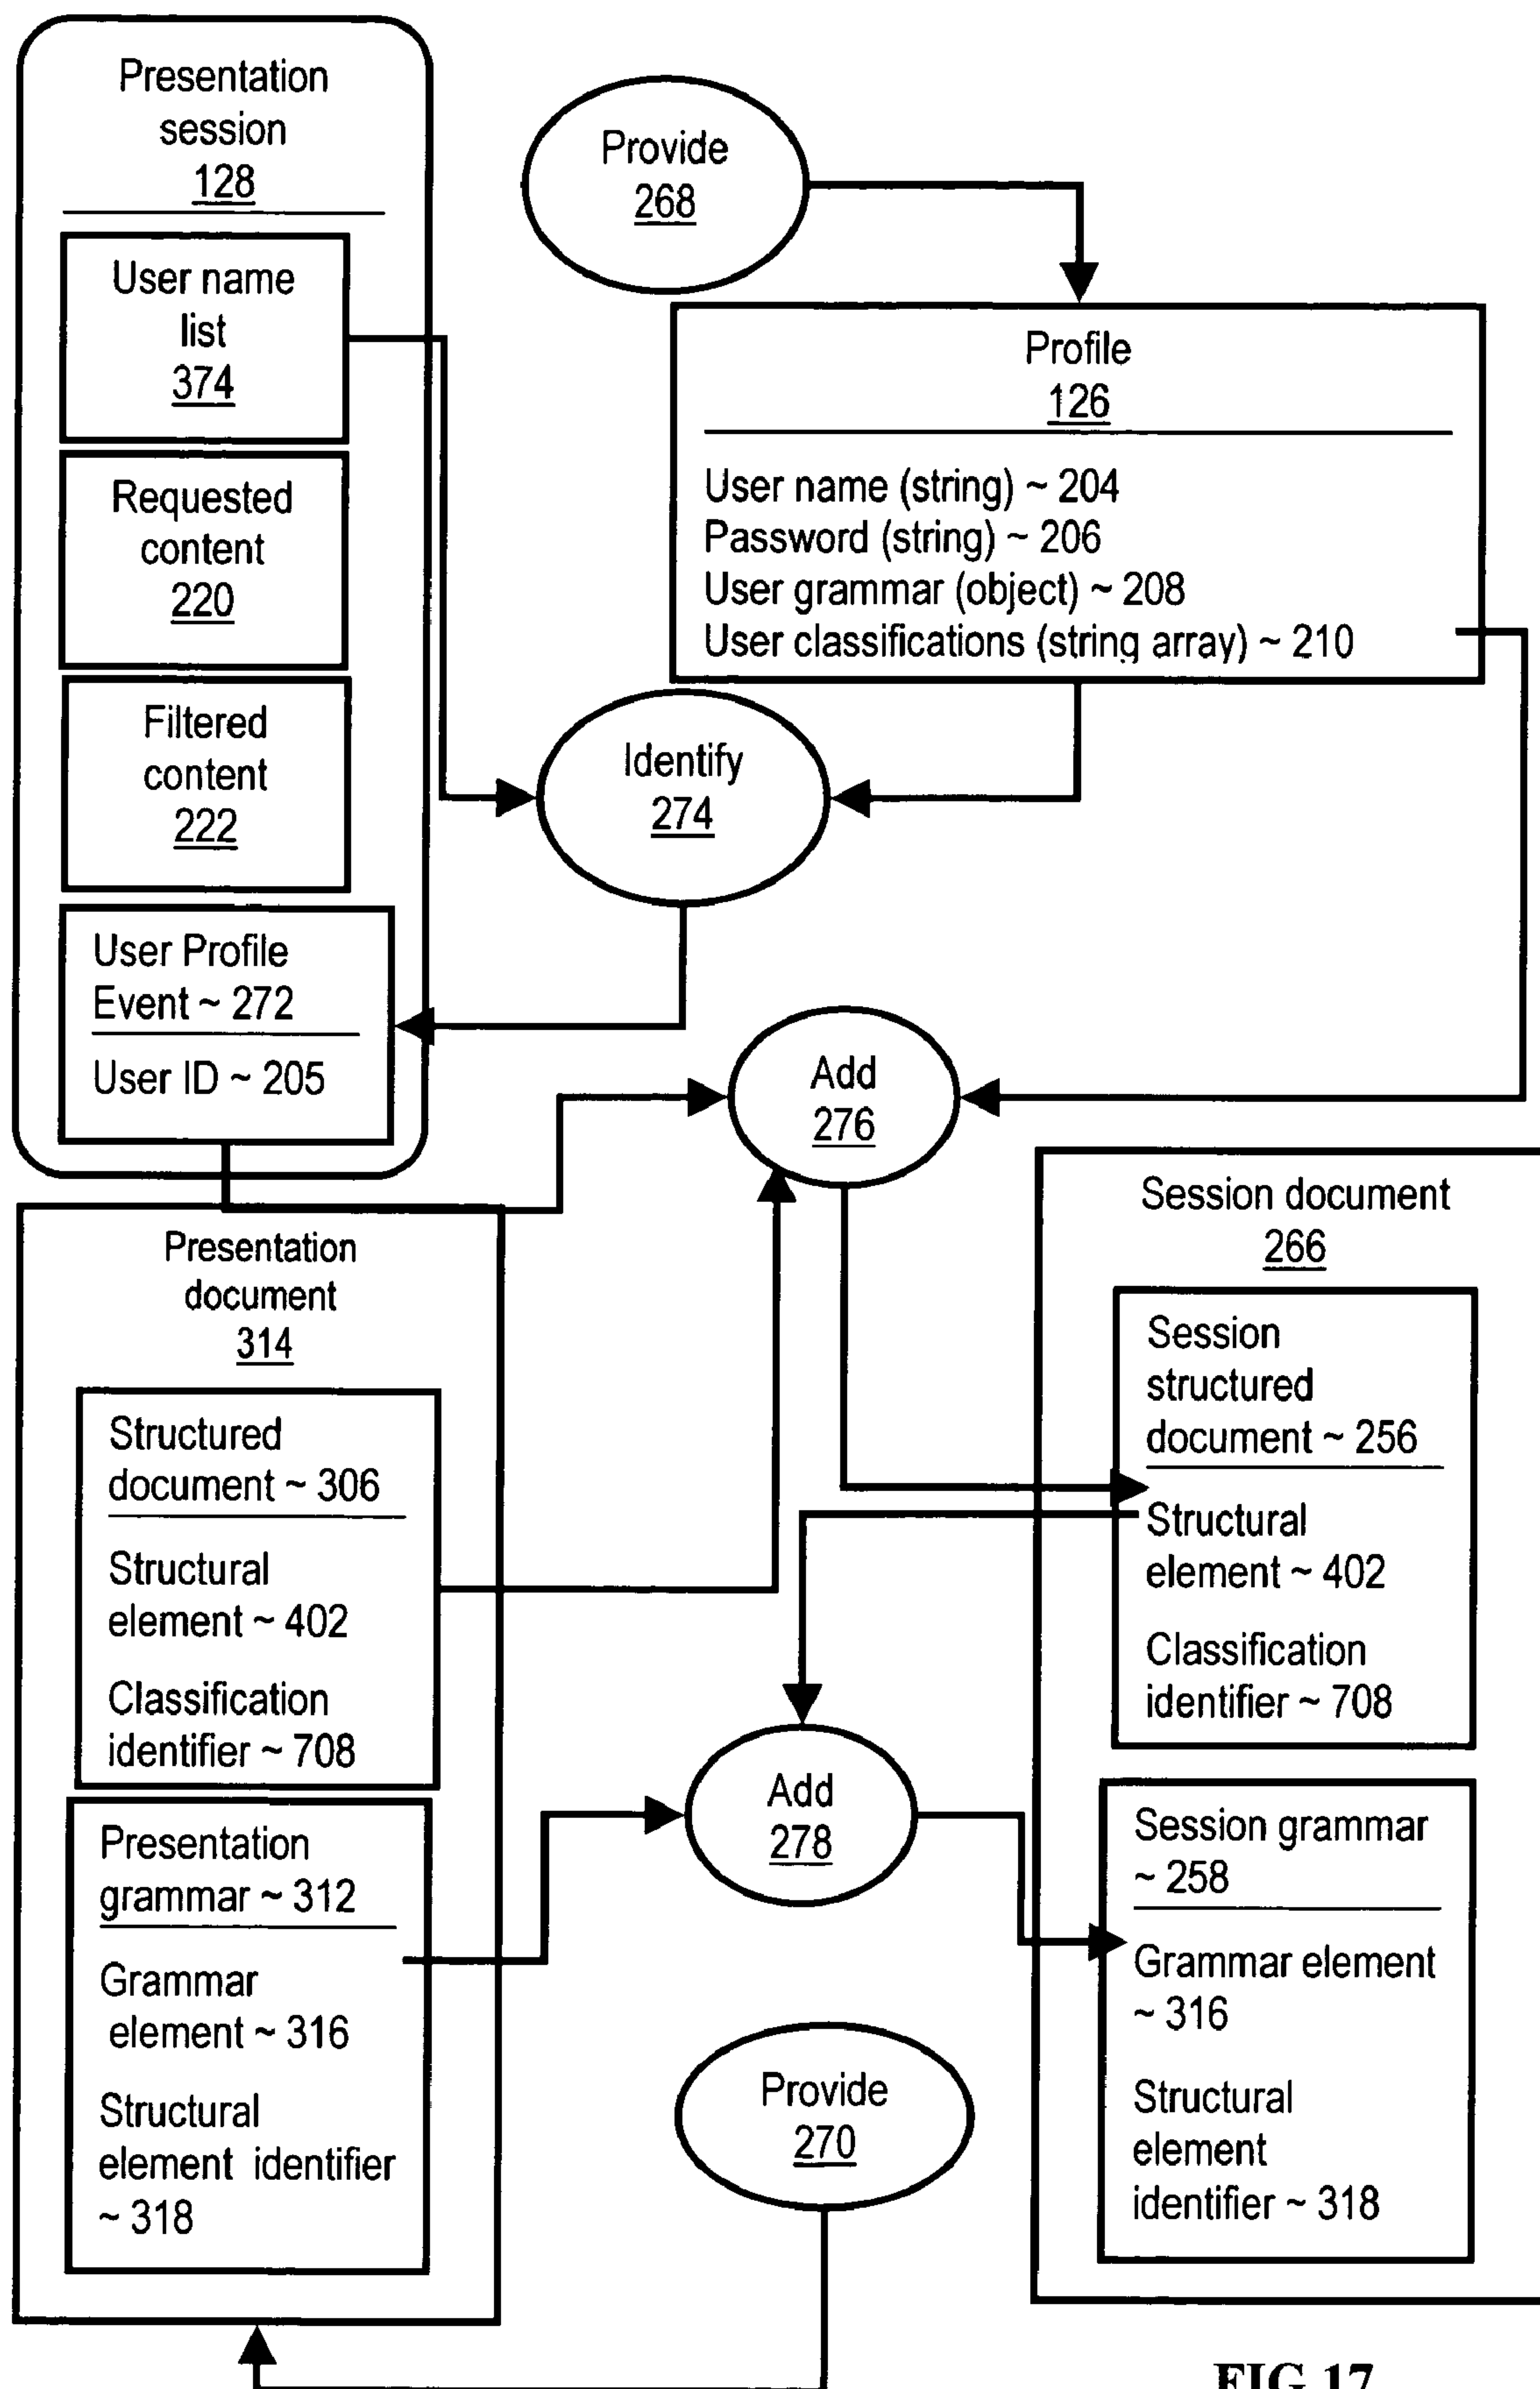 Presentation
session
128
User name
list
374
Requested
content
220
Filtered
content
222
User Profile
Event ~ 272
User ID ~ 205
Provide
268
Profile
126
User name (string) ~ 204
Password (string) ~ 206
User grammar (object) ~ 208
User classifications (string array) ~ 210
Identify
274
Add
276
Presentation
document
314
Structured
document ~ 306
Structural
element ~ 402
Classification
identifier ~ 708
Presentation
grammar ~ 312
Grammar
element ~ 316
Structural
element identifier
~ 318
Add
278
Provide
270
Session document
266
Session
structured
document ~ 256
Structural
element ~ 402
Classification
identifier ~ 708
Session grammar
~ 258
Grammar element
~ 316
Structural
element
identifier ~ 318
FIG 17